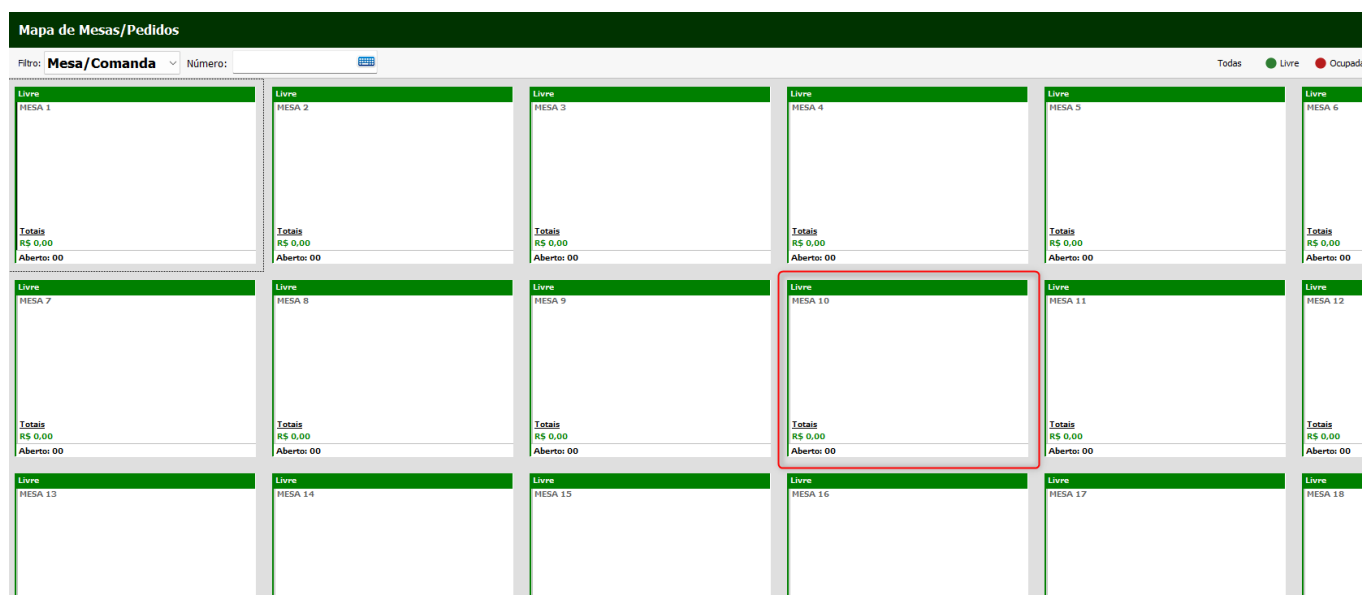 Mapa de Mesas/Pedidos
Filtro: Mesa/Comanda Número: Todas Livre Ocupada
Livre Livre Livre Livre Livre Livre
MESA 1 MESA 2 MESA 3 MESA 4 MESA 5 MESA 6
Totais Totais Totais Totais Totais Totais
R$ 0,00 R$ 0,00 R$ 0,00 R$ 0,00 R$ 0,00 R$ 0,00
Aberto: 00 Aberto: 00 Aberto: 00 Aberto: 00 Aberto: 00 Aberto: 00
Livre Livre Livre Livre Livre Livre
MESA 7 MESA 8 MESA 9 MESA 10 MESA 11 MESA 12
Totais Totais Totais Totais Totais Totais
R$ 0,00 R$ 0,00 R$ 0,00 R$ 0,00 R$ 0,00 R$ 0,00
Aberto: 00 Aberto: 00 Aberto: 00 Aberto: 00 Aberto: 00 Aberto: 00
Livre Livre Livre Livre Livre Livre
MESA 13 MESA 14 MESA 15 MESA 16 MESA 17 MESA 18